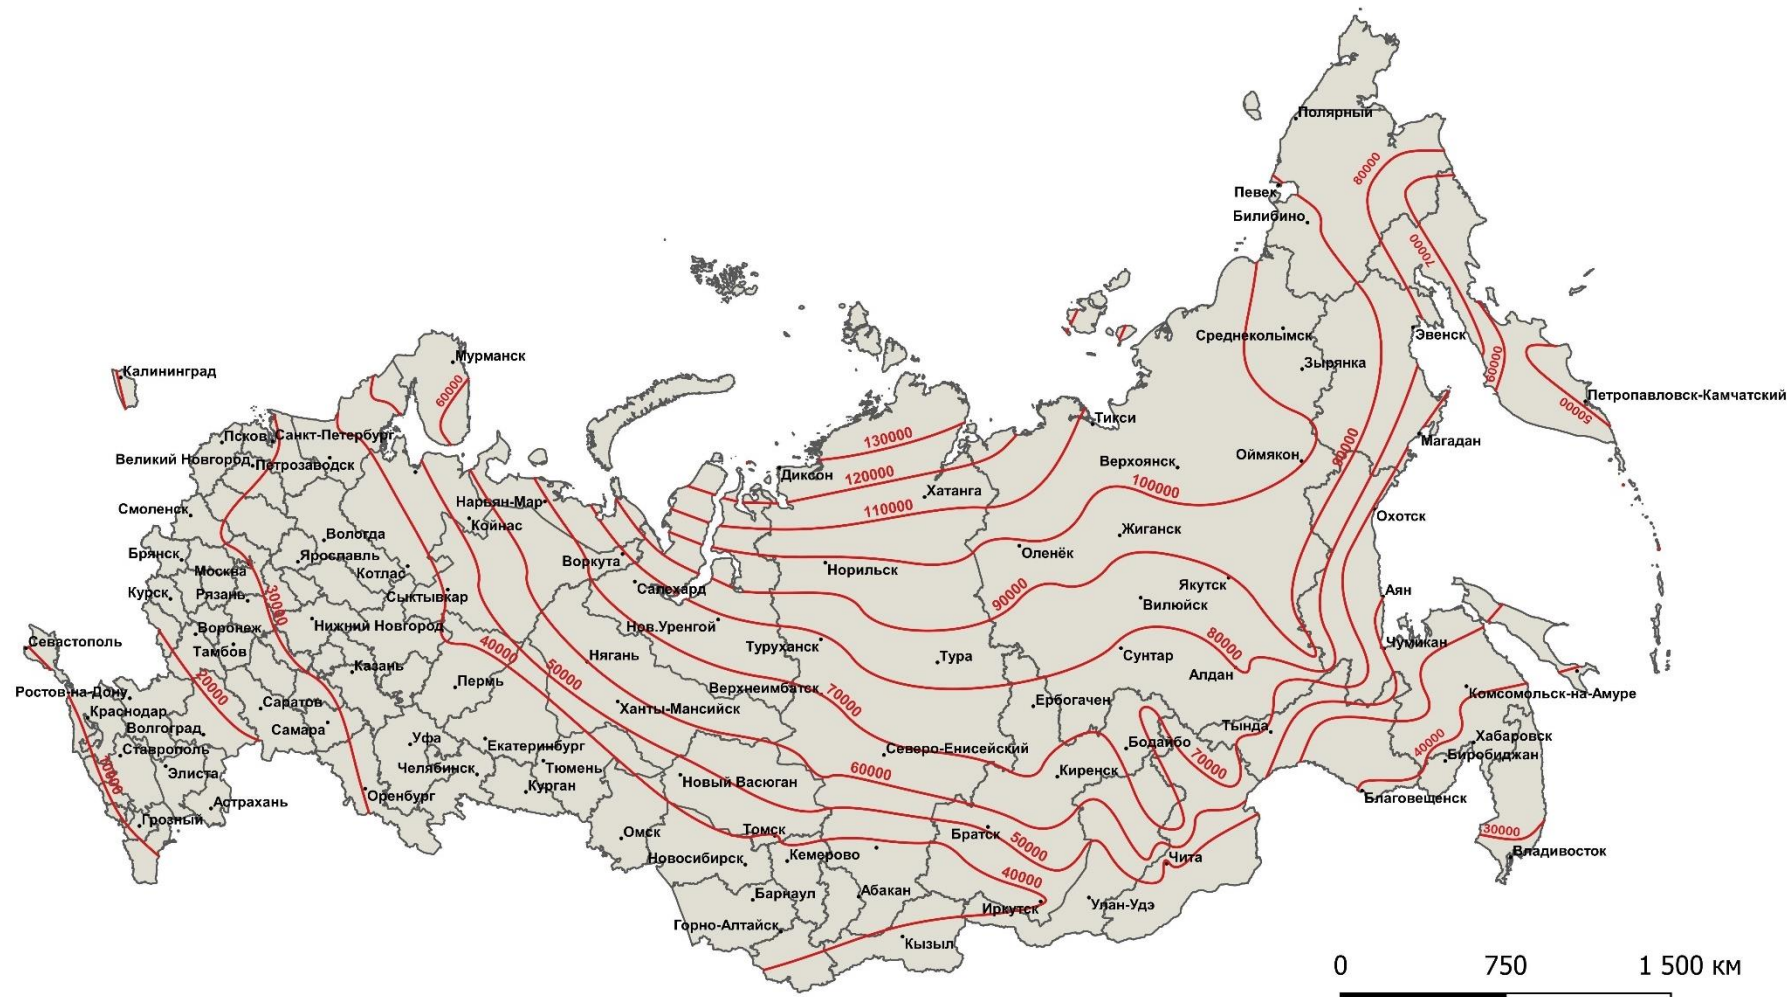 Полярный
80000
Певек
Билибино
70000
Среднеколымск
Эвенск
Зырянка
Мурманск
60000
Калининград
60000
Петропавловск-Камчатский
50000
Тикси
Псков
Санкт-Петербург
130000
90000
Магадан
Великий Новгород
Петрозаводск
Диксон
120000
Верхоянск
Оймякон
100000
Хатанга
Нарьян-Мар
110000
Смоленск
Койнас
Охотск
Жиганск
Вологда
Брянск
Ярославль
Оленёк
Воркута
Норильск
Москва
Котлас
Салехард
90000
Якутск
Курск
Рязань
30000
Сыктывкар
Вилюйск
Аян
Воронеж
Нижний Новгород
Нов.Уренгой
Севастополь
Тамбов
40000
Туруханск
80000
Чумикан
Нягань
Тура
Сунтар
Казань
50000
Алдан
Пермь
20000
Верхнеимбатск
70000
Ростов-на-Дону
Комсомольск-на-Амуре
Саратов
Ханты-Мансийск
Ербогачен
Краснодар
Волгоград
Самара
Тында
Уфа
Екатеринбург
Северо-Енисейский
Бодайбо
Хабаровск
40000
Ставрополь
Биробиджан
10000
Элиста
Челябинск
Тюмень
60000
Киренск
70000
Новый Васюган
Курган
Астрахань
Оренбург
Благовещенск
Грозный
Омск
Томск
Братск
50000
30000
Новосибирск
Кемерово
Чита
Владивосток
40000
Барнаул
Абакан
Иркутск
Улан-Удэ
Горно-Алтайск
Кызыл
0 750 1 500 км